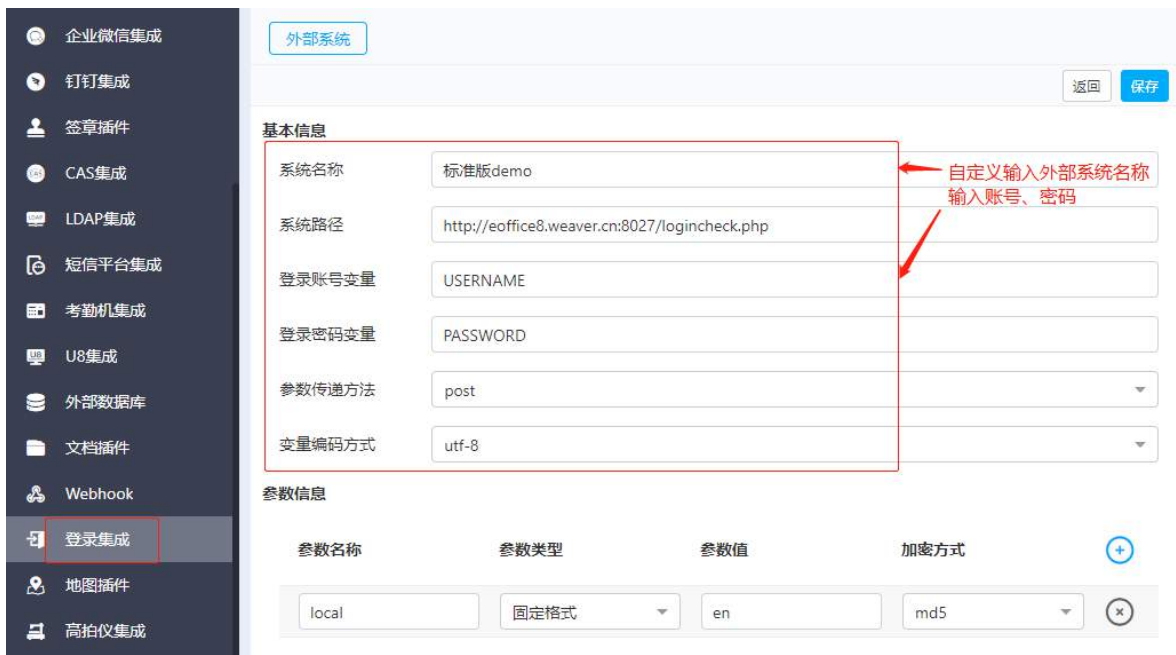 企业微信集成
钉钉集成
签章插件
CAS集成
LDAP集成
短信平台集成
考勤机集成
U8集成
外部数据库
文档插件
Webhook
登录集成
地图插件
高拍仪集成
外部系统
返回 保存
基本信息
系统名称 标准版demo
系统路径 http://eoffice8.weaver.cn:8027/logincheck.php
登录账号变量 USERNAME
登录密码变量 PASSWORD
参数传递方法 post
变量编码方式 utf-8
自定义输入外部系统名称
输入账号、密码
参数信息
参数名称 参数类型 参数值 加密方式
local 固定格式 en md5